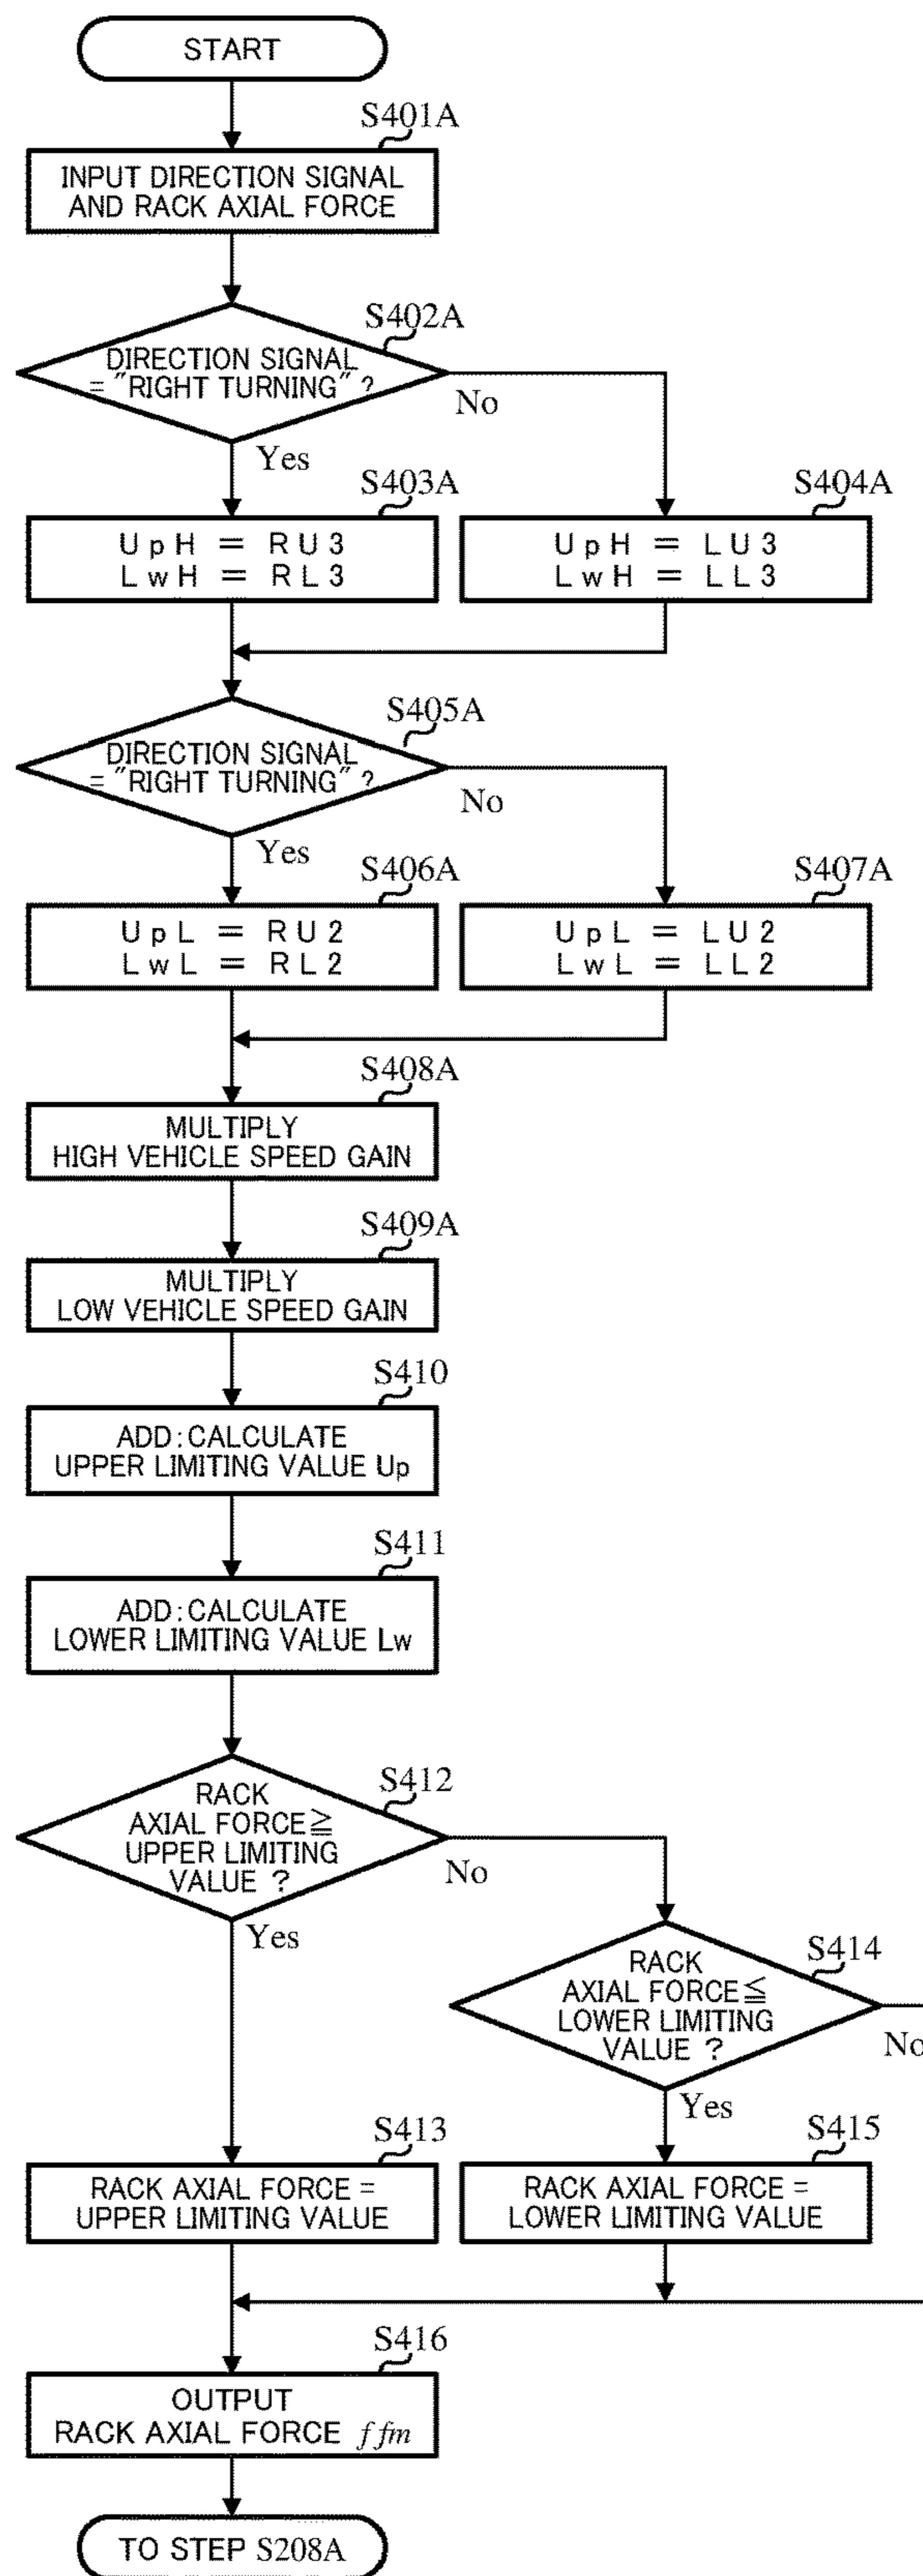 START
S401A
INPUT DIRECTION SIGNAL
AND RACK AXIAL FORCE
S402A
DIRECTION SIGNAL
= "RIGHT TURNING" ?
No
Yes
S403A
UpH = RU3
LwH = RL3
S404A
UpH = LU3
LwH = LL3
S405A
DIRECTION SIGNAL
= "RIGHT TURNING" ?
No
Yes
S406A
UpL = RU2
LwL = RL2
S407A
UpL = LU2
LwL = LL2
S408A
MULTIPLY
HIGH VEHICLE SPEED GAIN
S409A
MULTIPLY
LOW VEHICLE SPEED GAIN
S410
ADD:CALCULATE
UPPER LIMITING VALUE Up
S411
ADD:CALCULATE
LOWER LIMITING VALUE Lw
S412
RACK
AXIAL FORCE≧
UPPER LIMITING
VALUE ?
No
Yes
S414
RACK
AXIAL FORCE≦
LOWER LIMITING
VALUE ?
No
Yes
S413
RACK AXIAL FORCE =
UPPER LIMITING VALUE
S415
RACK AXIAL FORCE =
LOWER LIMITING VALUE
S416
OUTPUT
RACK AXIAL FORCE ffm
TO STEP S208A